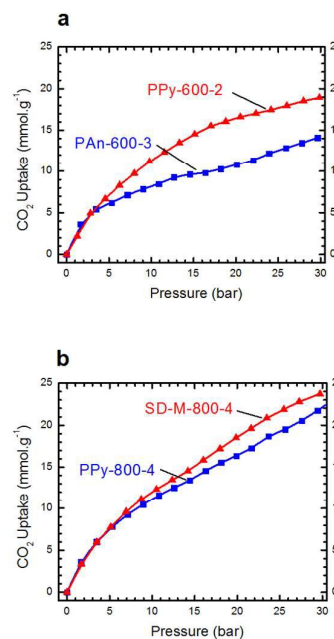 a
25
20
15
10
5
0
CO2 Uptake (mmol.g-1)
PPy-600-2
PAn-600-3
0 5 10 15 20 25 30
Pressure (bar)
b
25
20
15
10
5
0
CO2 Uptake (mmol.g-1)
SD-M-800-4
PPy-800-4
0 5 10 15 20 25 30
Pressure (bar)